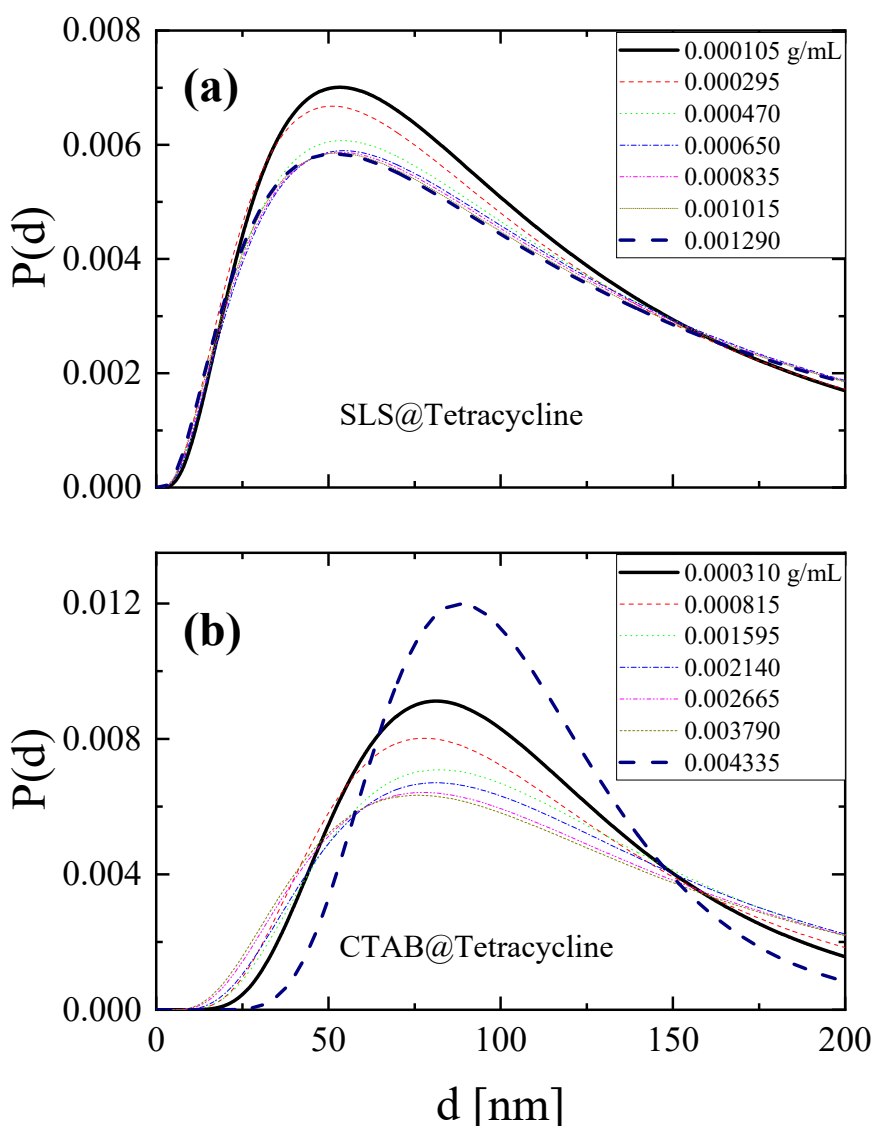 0.008
0.006
0.004
0.002
0.000
P(d)
(a)
0.000105 g/mL
0.000295
0.000470
0.000650
0.000835
0.001015
0.001290
SLS@Tetracycline
0.012
0.008
0.004
0.000
P(d)
(b)
0.000310 g/mL
0.000815
0.001595
0.002140
0.002665
0.003790
0.004335
CTAB@Tetracycline
0 50 100 150 200
d [nm]